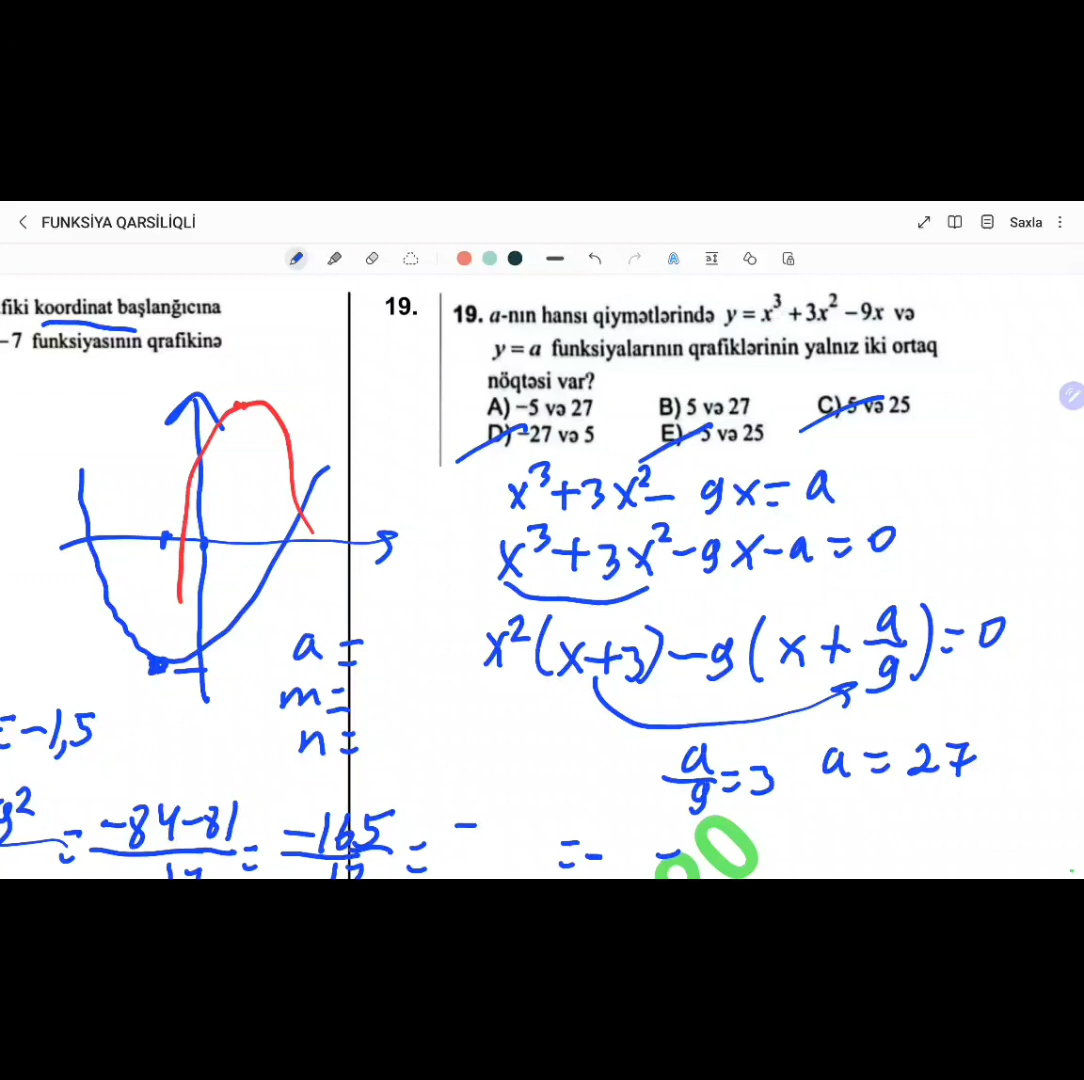 FUNKSİYA QARSİLİQLİ
Saxla
fiki koordinat başlanğıcına
–7 funksiyasının qrafikinə
19.
19. a-nın hansı qiymətlərində y = x³ + 3x² – 9x və
y = a funksiyalarının qrafiklərinin yalnız iki ortaq
nöqtəsi var?
A) –5 və 27 B) 5 və 27 C) 5 və 25
D) –27 və 5 E) –5 və 25
x³+3x²– 9x = a
x³+3x²–9x–a = 0
x²(x+3)–9(x+a/9) = 0
a/9 = 3 a = 27
a =
m =
n =
= –1,5
= –84–81 = –165 = –
= – –